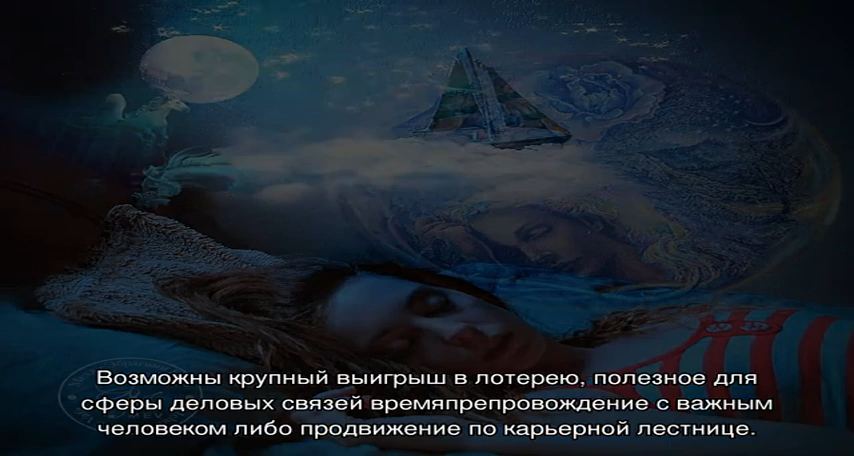 Возможны крупный выигрыш в лотерею, полезное для
сферы деловых связей времяпрепровождение с важным
человеком либо продвижение по карьерной лестнице.